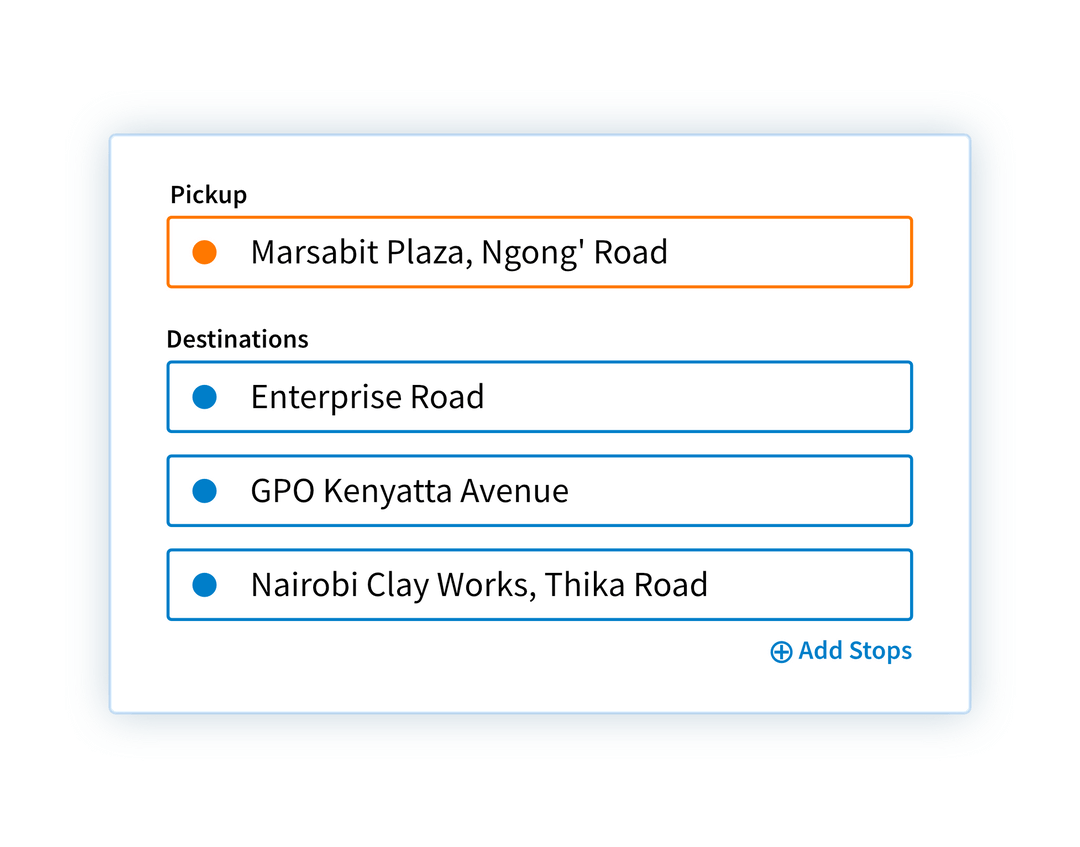 Pickup
Marsabit Plaza, Ngong' Road
Destinations
Enterprise Road
GPO Kenyatta Avenue
Nairobi Clay Works, Thika Road
Add Stops